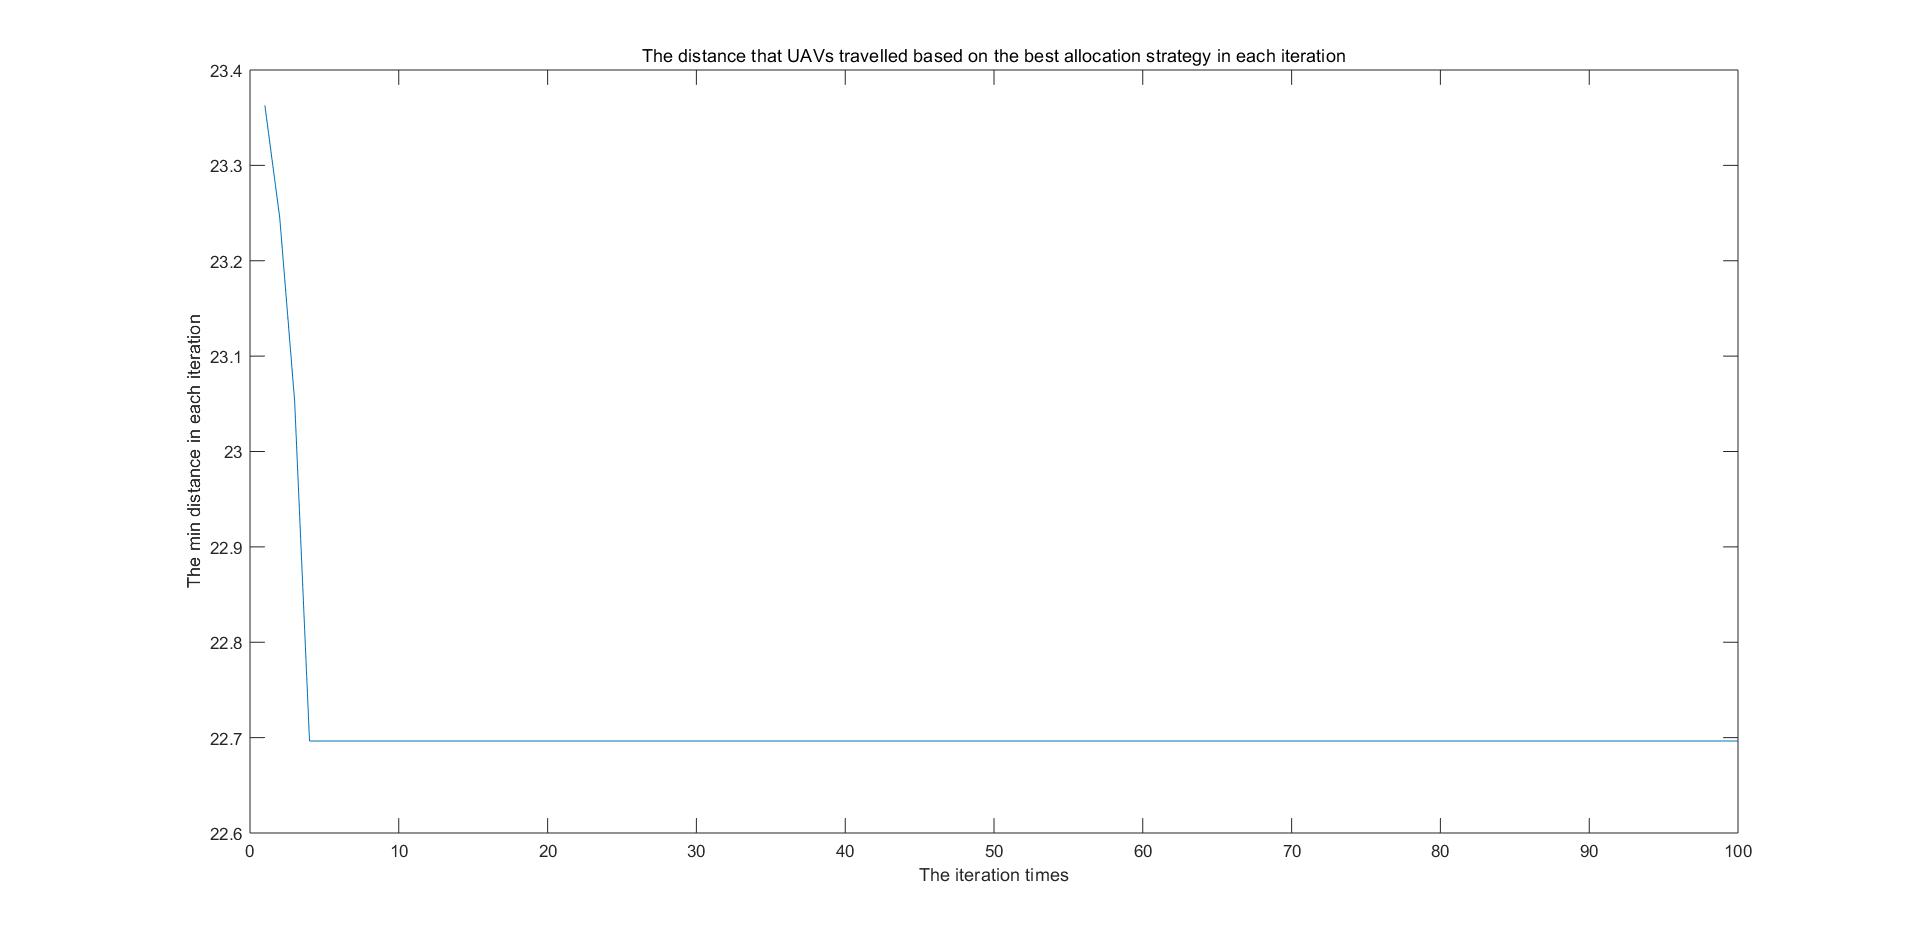 The distance that UAVs travelled based on the best allocation strategy in each iteration
23.4
23.3
23.2
23.1
23
22.9
22.8
22.7
22.6
The min distance in each iteration
0 10 20 30 40 50 60 70 80 90 100
The iteration times